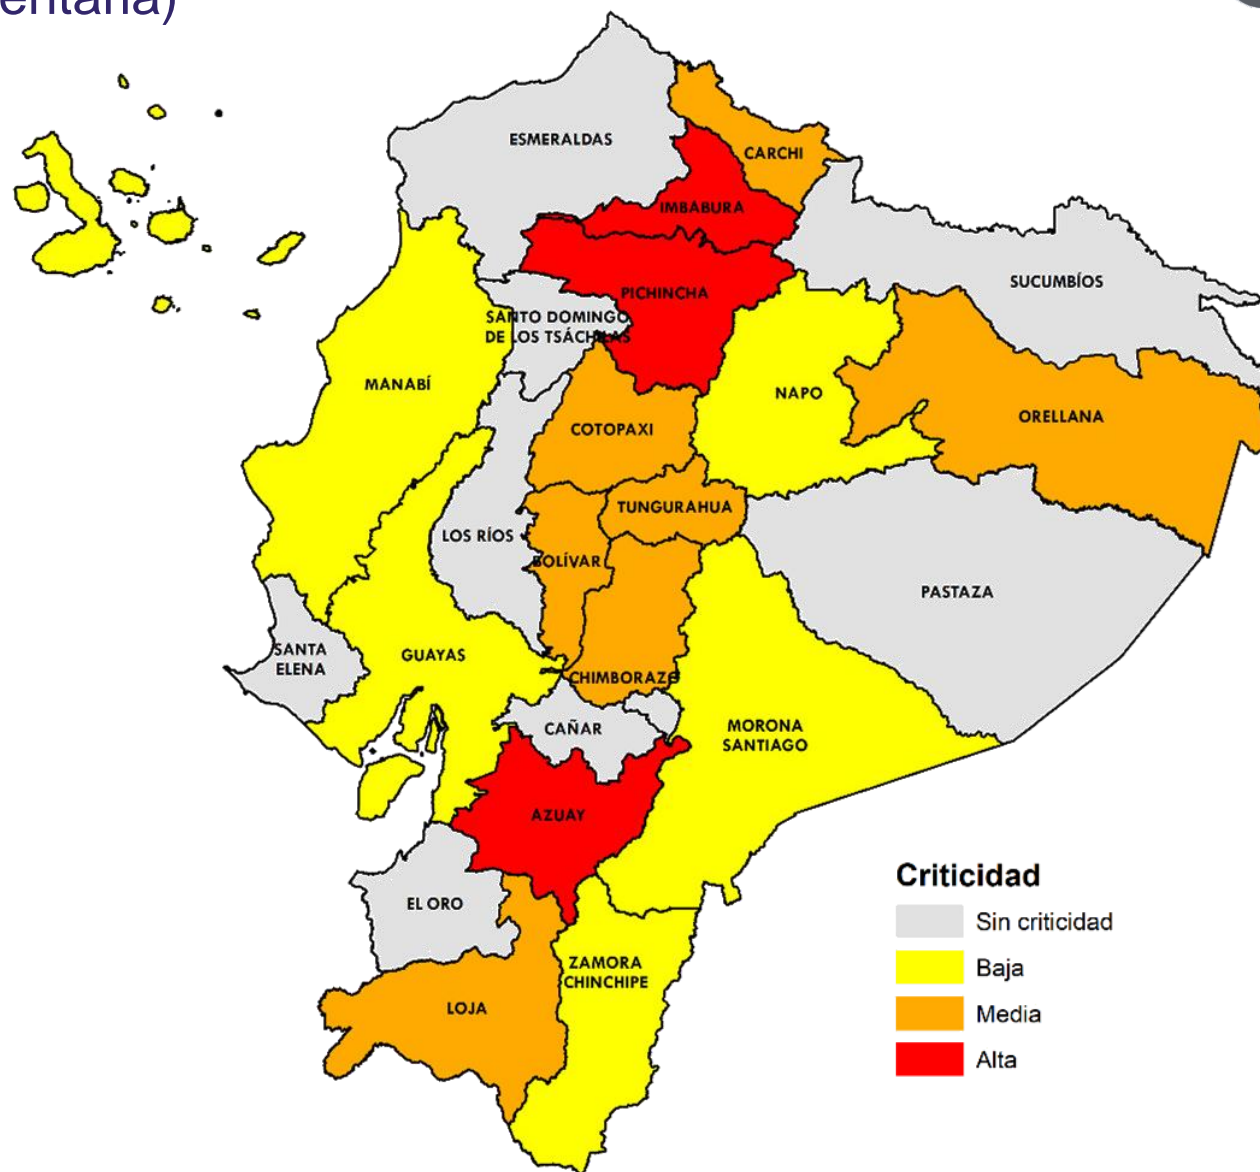 entaria)
ESMERALDAS
CARCHI
IMBABURA
SUCUMBÍOS
PICHINCHA
SANTO DOMINGO
DE LOS TSÁCHILAS
MANABÍ
NAPO
ORELLANA
COTOPAXI
TUNGURAHUA
LOS RÍOS
BOLÍVAR
PASTAZA
SANTA
ELENA
GUAYAS
CHIMBORAZO
CAÑAR
MORONA
SANTIAGO
AZUAY
EL ORO
ZAMORA
CHINCHIPE
LOJA
Criticidad
Sin criticidad
Baja
Media
Alta